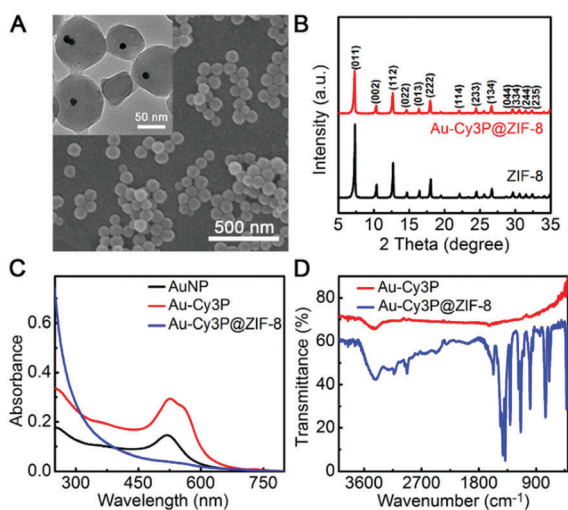 A
50 nm
500 nm
B
Intensity (a.u.)
(011)
(002)
(112)
(022)
(013)
(222)
(114)
(233)
(134)
(044)
(334)
(244)
(235)
Au-Cy3P@ZIF-8
ZIF-8
5 10 15 20 25 30 35
2 Theta (degree)
C
Absorbance
0.6
0.4
0.2
0.0
AuNP
Au-Cy3P
Au-Cy3P@ZIF-8
300 450 600 750
Wavelength (nm)
D
Transmittance (%)
80
60
40
20
0
Au-Cy3P
Au-Cy3P@ZIF-8
3600 2700 1800 900
Wavenumber (cm-1)